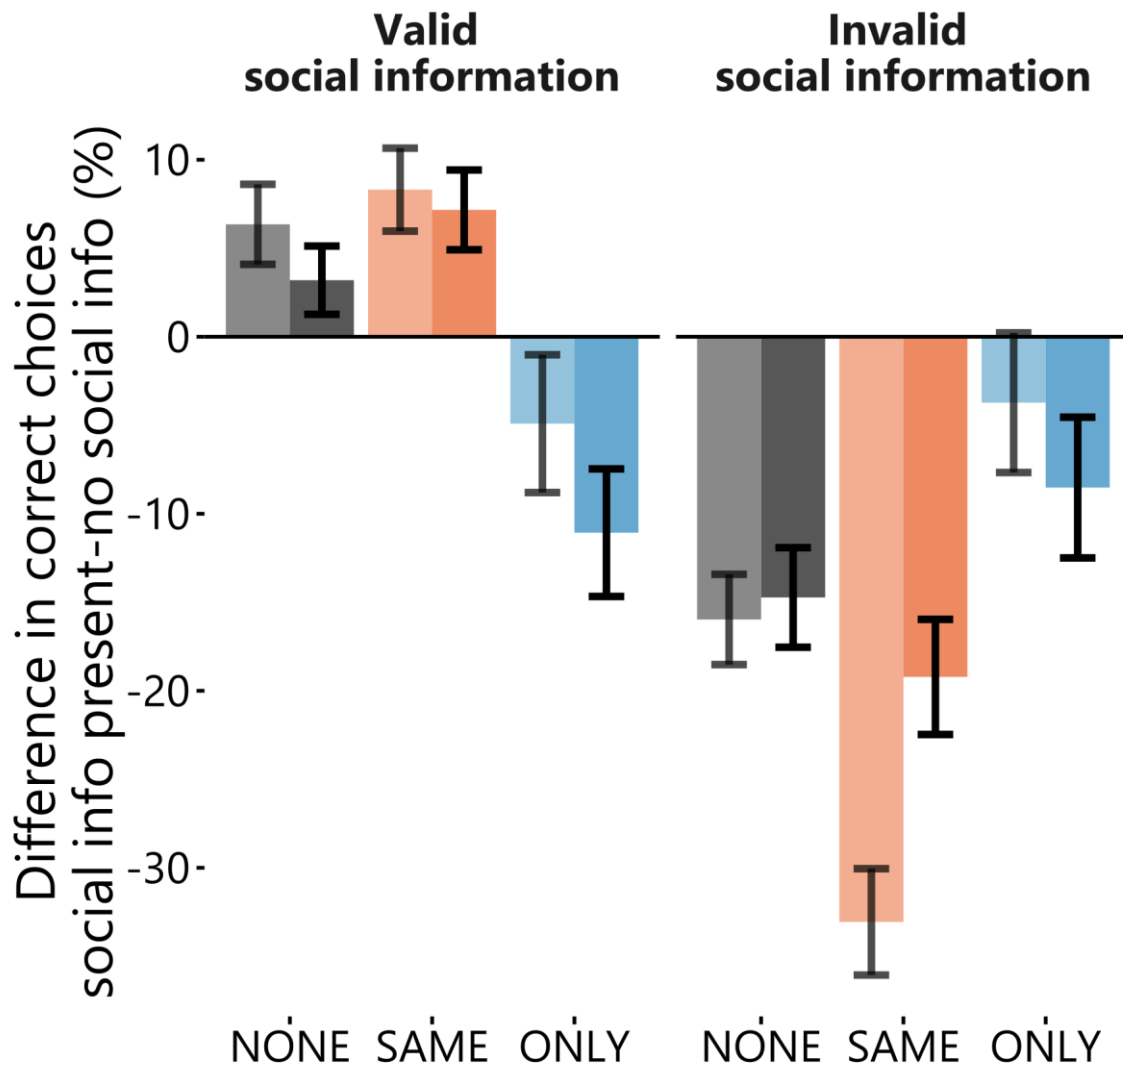 Valid
social information
Invalid
social information
Difference in correct choices
social info present-no social info (%)
10
0
-10
-20
-30
NONE SAME ONLY
NONE SAME ONLY